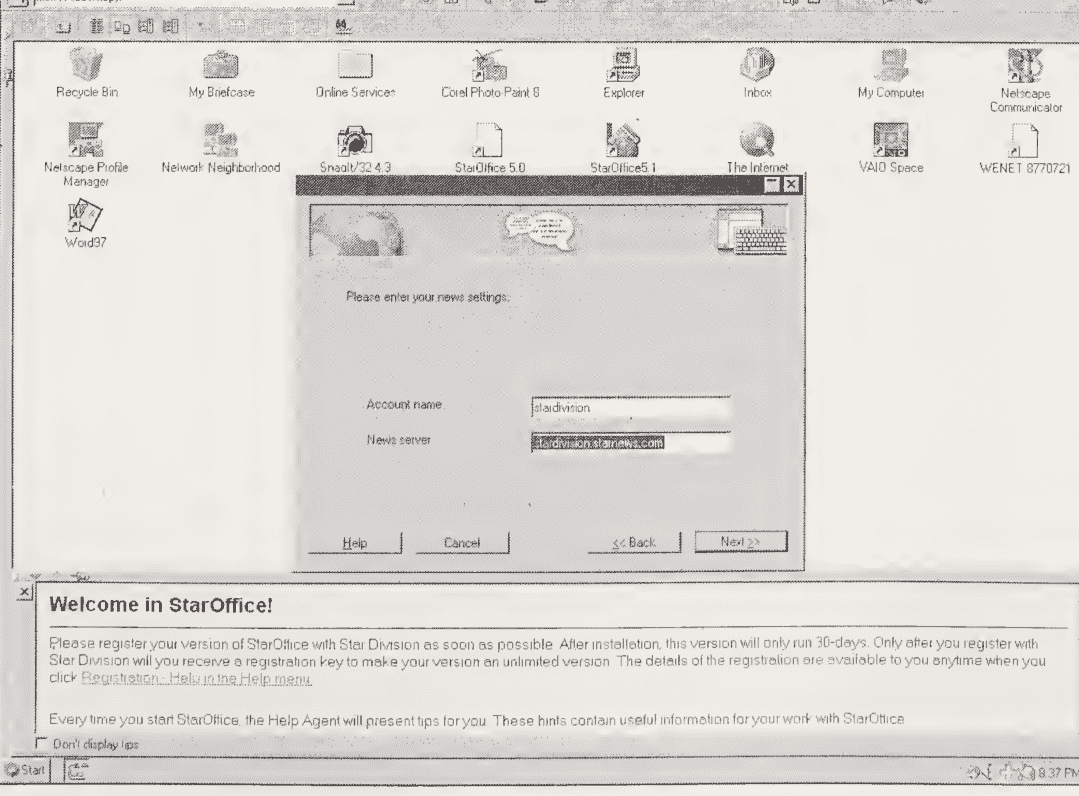 Recycle Bin
My Briefcase
Online Services
Corel Photo-Paint 8
Explorer
Inbox
My Computer
Netscape
Communicator
Netscape Profile
Manager
Network Neighborhood
SnagIt/32 4.3
StarOffice 5.0
StarOffice5.1
The Internet
VAIO Space
WENET 8770721
Word97
Please enter your news settings:
Account name
stardivision
News server
stardivision.starnews.com
Help
Cancel
<< Back
Next >>
Welcome in StarOffice!
Please register your version of StarOffice with Star Division as soon as possible. After installation, this version will only run 30-days. Only after you register with
Star Division will you receive a registration key to make your version an unlimited version. The details of the registration are available to you anytime when you
click Registration - Help in the Help menu.
Every time you start StarOffice, the Help Agent will present tips for you. These hints contain useful information for your work with StarOffice
Don't display tips
Start
8:37 PM